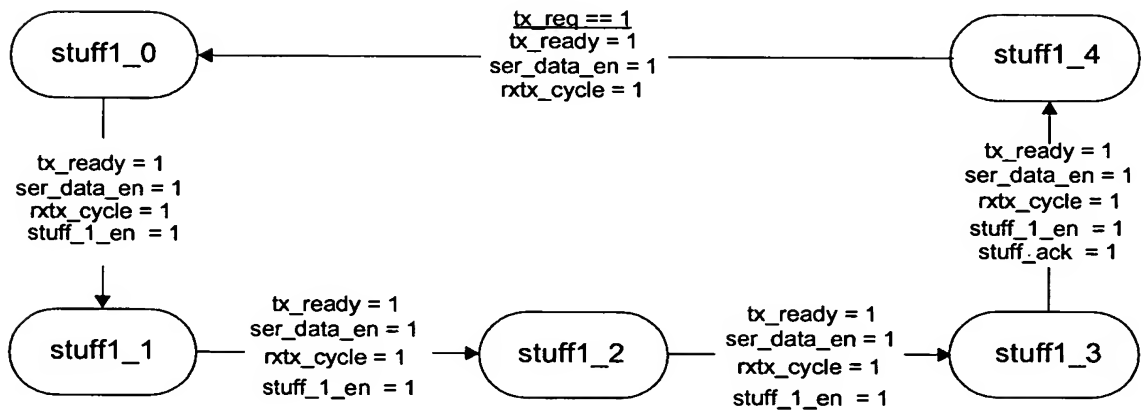 stuff1_0
tx_req == 1
tx_ready = 1
ser_data_en = 1
rxtx_cycle = 1
stuff1_4
tx_ready = 1
ser_data_en = 1
rxtx_cycle = 1
stuff_1_en = 1
tx_ready = 1
ser_data_en = 1
rxtx_cycle = 1
stuff_1_en = 1
stuff_ack = 1
stuff1_1
tx_ready = 1
ser_data_en = 1
rxtx_cycle = 1
stuff_1_en = 1
stuff1_2
tx_ready = 1
ser_data_en = 1
rxtx_cycle = 1
stuff_1_en = 1
stuff1_3